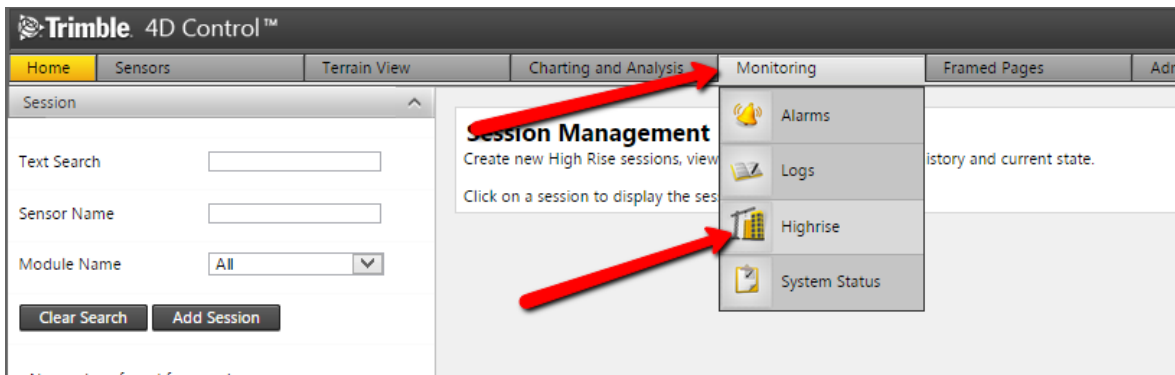 Trimble. 4D Control™
Home Sensors Terrain View Charting and Analysis Monitoring Framed Pages
Session
Text Search
Sensor Name
Module Name All
Clear Search Add Session
Session Management
Create new High Rise sessions, view istory and current state.
Click on a session to display the ses
Alarms
Logs
Highrise
System Status